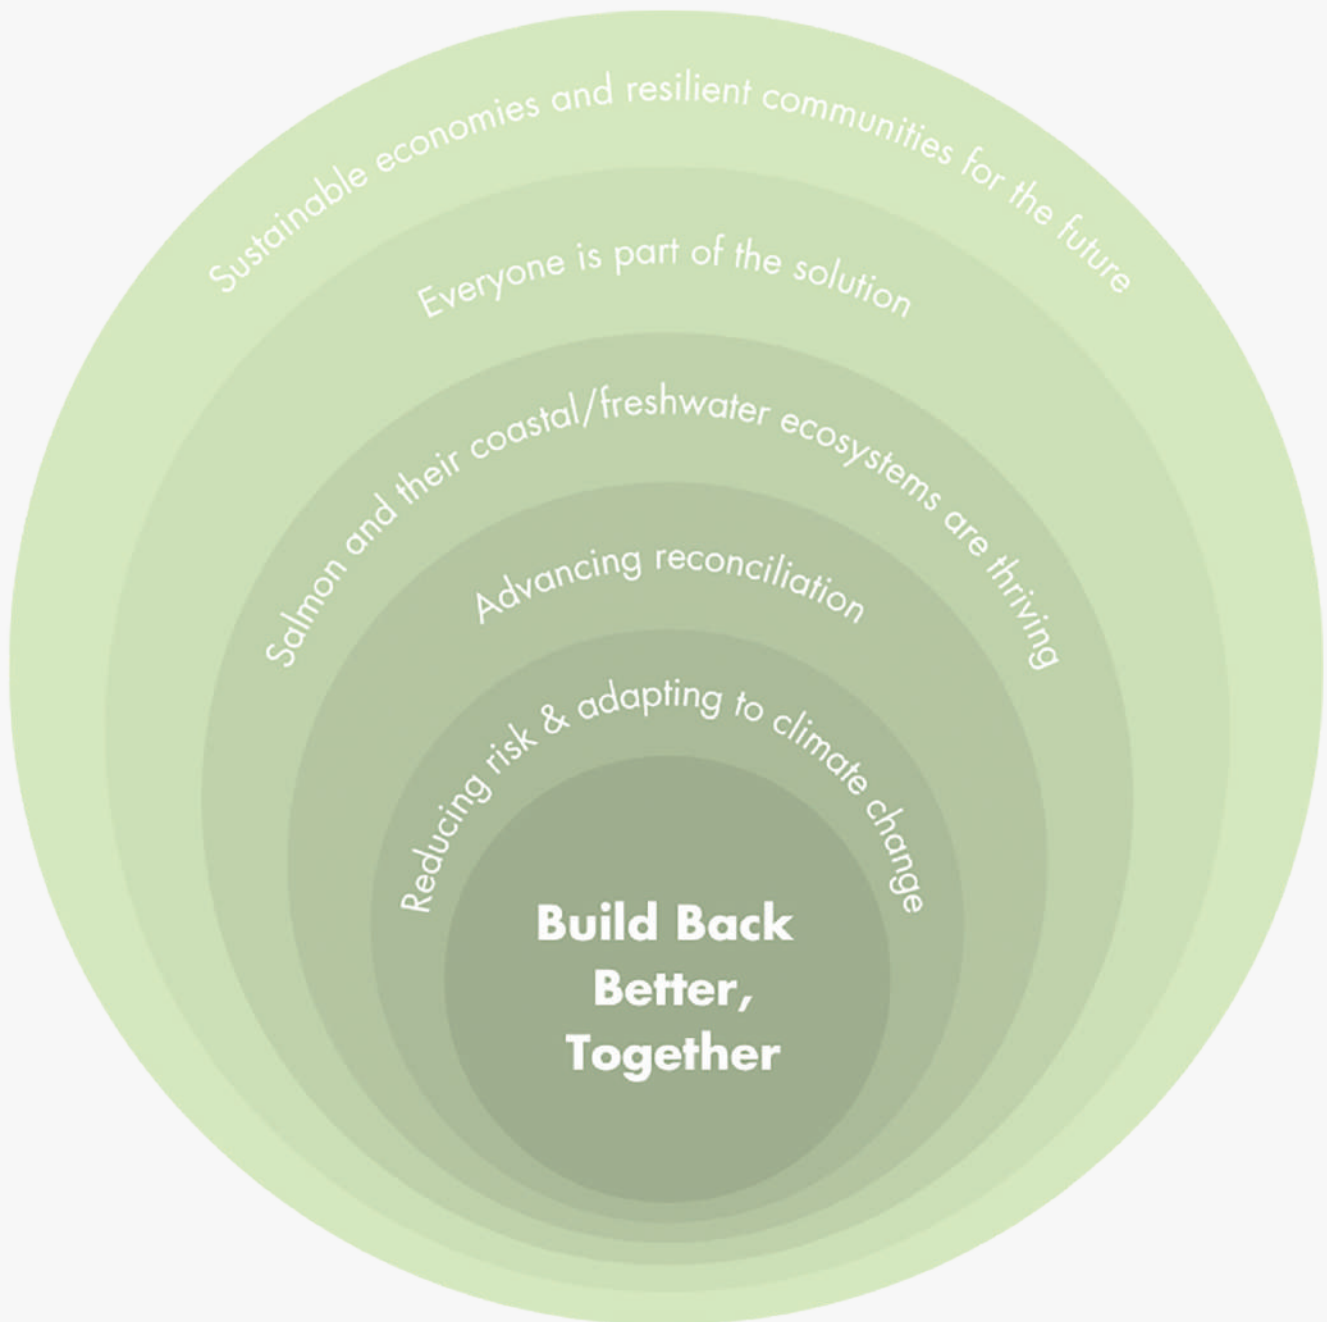 Sustainable economies and resilient communities for the future
Everyone is part of the solution
Salmon and their coastal/freshwater ecosystems are thriving
Advancing reconciliation
Reducing risk & adapting to climate change
Build Back
Better,
Together